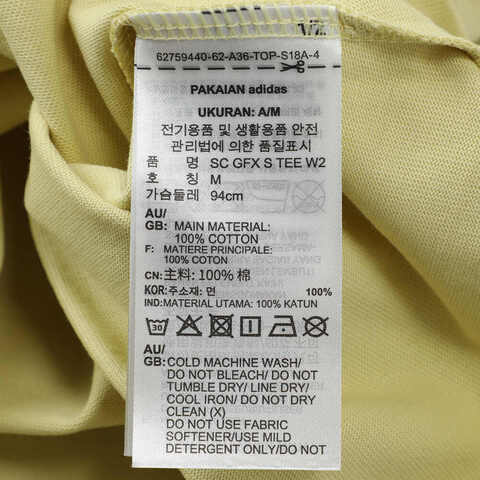 1/2
62759440-62-A36-TOP-S18A-4
PAKAIAN adidas
UKURAN: A/M
전기용품 및 생활용품 안전
관리법에 의한 품질표시
품 명 SC GFX S TEE W2
호 칭 M
가슴둘레 94cm
AU/
GB: MAIN MATERIAL:
100% COTTON
F: MATIERE PRINCIPALE:
100% COTTON
CN: 主料: 100% 棉
KOR: 주소재: 면 100%
IND: MATERIAL UTAMA: 100% KATUN
30
AU/
GB: COLD MACHINE WASH/
DO NOT BLEACH/ DO NOT
TUMBLE DRY/ LINE DRY/
COOL IRON/ DO NOT DRY
CLEAN (X)
DO NOT USE FABRIC
SOFTENER/USE MILD
DETERGENT ONLY/DO NOT